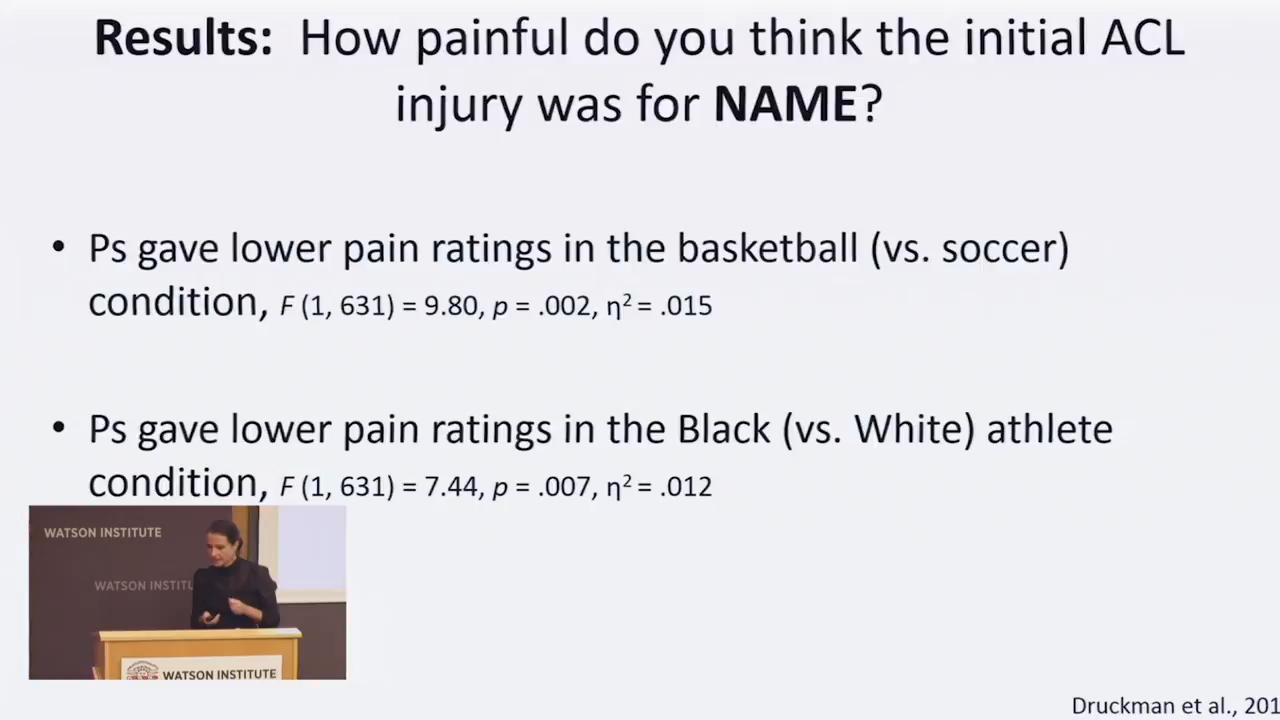 Results: How painful do you think the initial ACL
injury was for NAME?
• Ps gave lower pain ratings in the basketball (vs. soccer)
condition, F (1, 631) = 9.80, p = .002, η² = .015
• Ps gave lower pain ratings in the Black (vs. White) athlete
condition, F (1, 631) = 7.44, p = .007, η² = .012
WATSON INSTITUTE
WATSON INSTITU
WATSON INSTITUTE
Druckman et al., 201